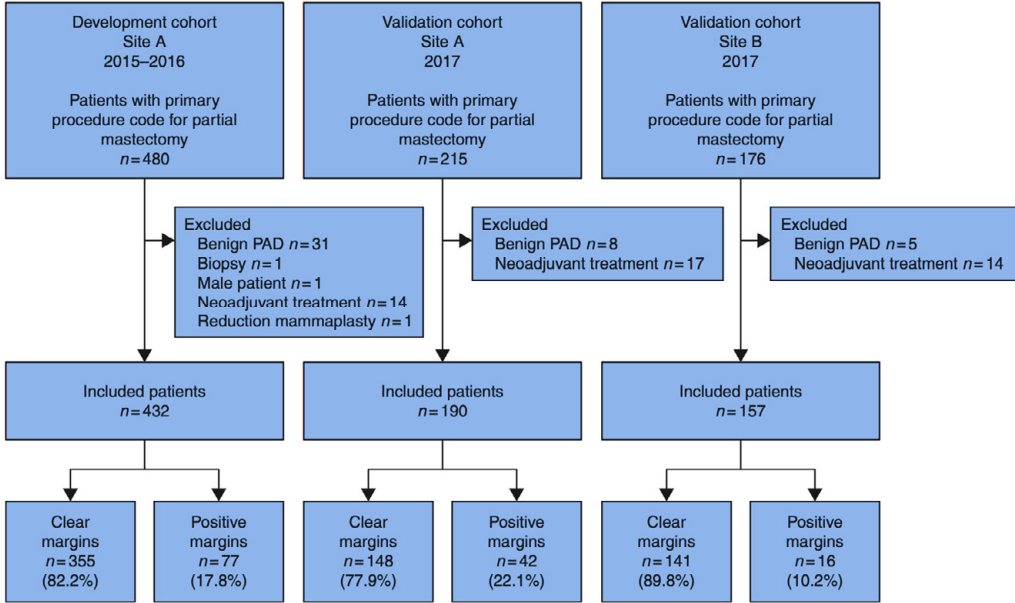 Development cohort
Site A
2015–2016
Patients with primary
procedure code for partial
mastectomy
n=480
Validation cohort
Site A
2017
Patients with primary
procedure code for partial
mastectomy
n=215
Validation cohort
Site B
2017
Patients with primary
procedure code for partial
mastectomy
n=176
Excluded
Benign PAD n=31
Biopsy n=1
Male patient n=1
Neoadjuvant treatment n=14
Reduction mammaplasty n=1
Excluded
Benign PAD n=8
Neoadjuvant treatment n=17
Excluded
Benign PAD n=5
Neoadjuvant treatment n=14
Included patients
n=432
Included patients
n=190
Included patients
n=157
Clear
margins
n=355
(82.2%)
Positive
margins
n=77
(17.8%)
Clear
margins
n=148
(77.9%)
Positive
margins
n=42
(22.1%)
Clear
margins
n=141
(89.8%)
Positive
margins
n=16
(10.2%)